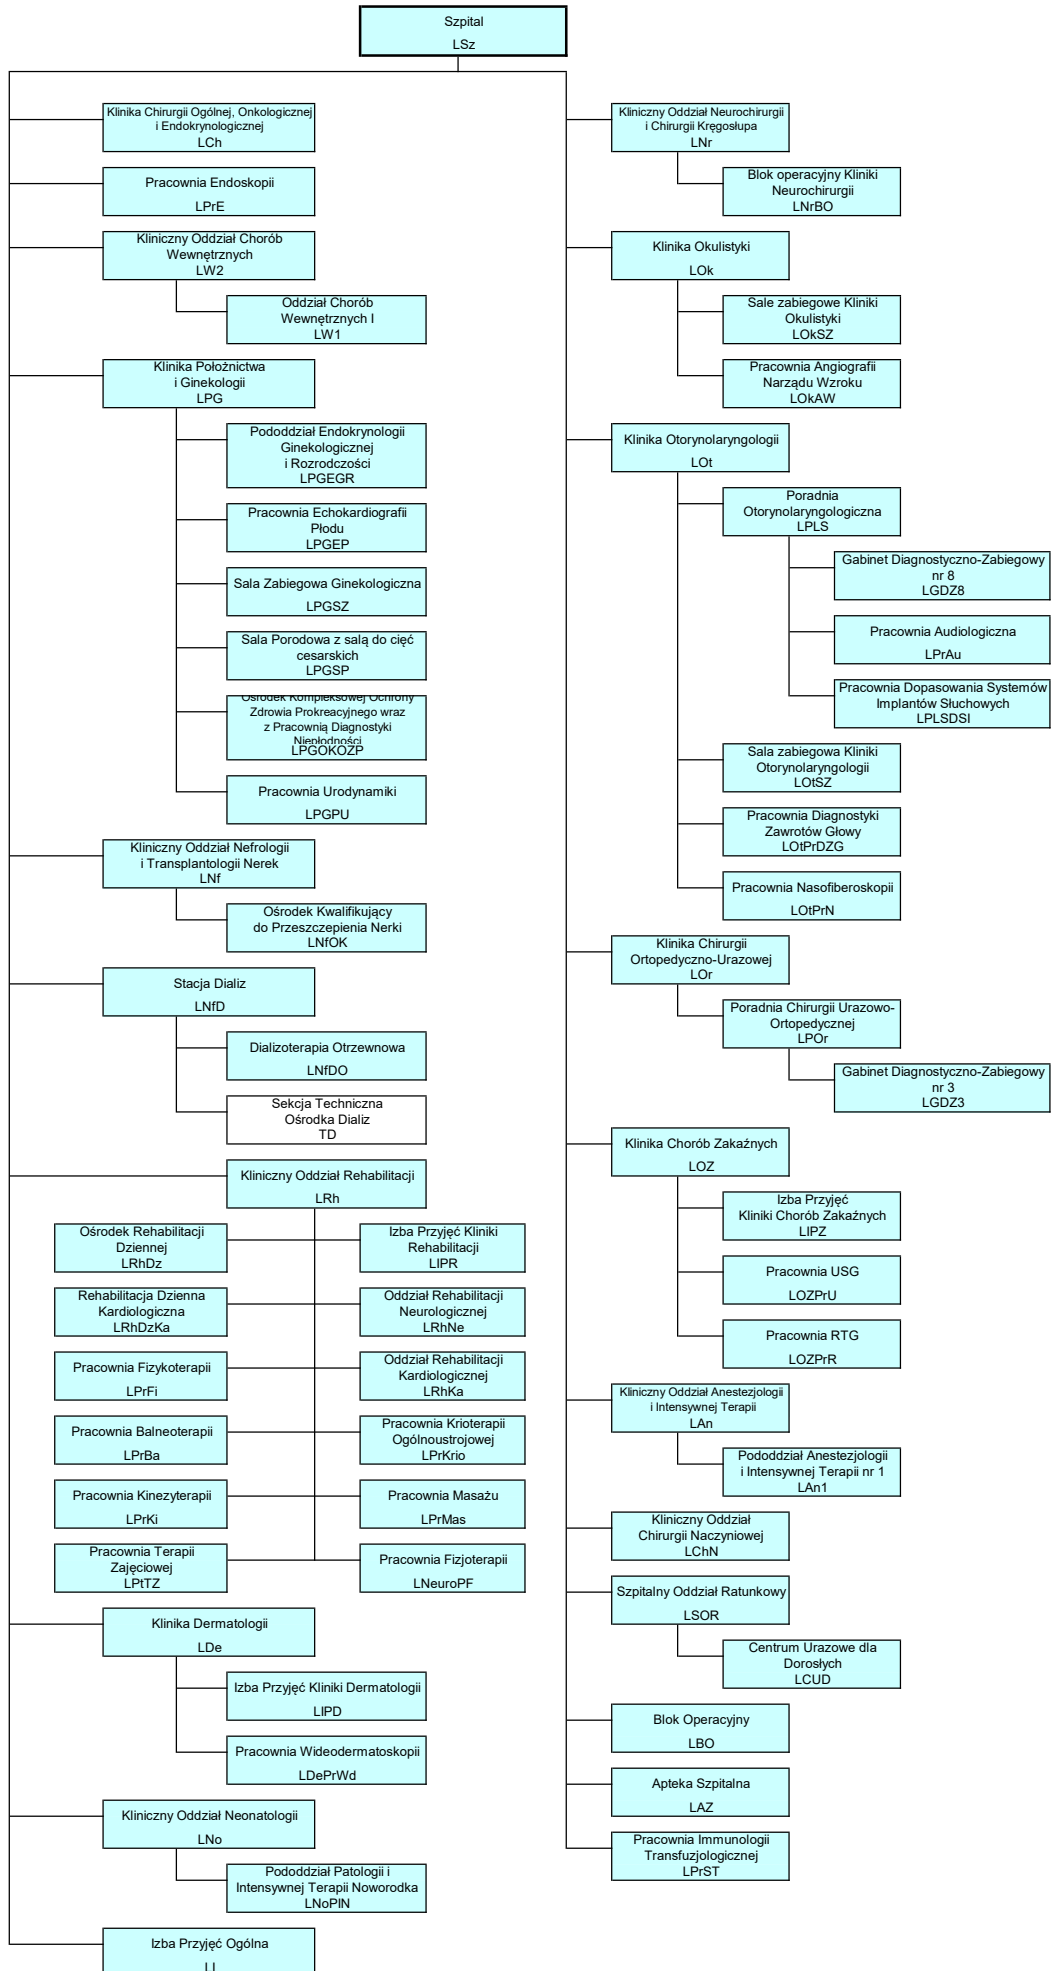 Szpital
LSz
Klinika Chirurgii Ogólnej, Onkologicznej
i Endokrynologicznej
LCh
Pracownia Endoskopii
LPrE
Kliniczny Oddział Chorób
Wewnętrznych
LW2
Oddział Chorób
Wewnętrznych I
LW1
Klinika Położnictwa
i Ginekologii
LPG
Pododdział Endokrynologii
Ginekologicznej
i Rozrodczości
LPGEGR
Pracownia Echokardiografii
Płodu
LPGEP
Sala Zabiegowa Ginekologiczna
LPGSZ
Sala Porodowa z salą do cięć
cesarskich
LPGSP
Ośrodek Kompleksowej Ochrony
Zdrowia Prokreacyjnego wraz
z Pracownią Diagnostyki
Niepłodności
LPGOKOZP
Pracownia Urodynamiki
LPGPU
Kliniczny Oddział Nefrologii
i Transplantologii Nerek
LNf
Ośrodek Kwalifikujący
do Przeszczepienia Nerki
LNfOK
Stacja Dializ
LNfD
Dializoterapia Otrzewnowa
LNfDO
Sekcja Techniczna
Ośrodka Dializ
TD
Kliniczny Oddział Rehabilitacji
LRh
Ośrodek Rehabilitacji
Dziennej
LRhDz
Izba Przyjęć Kliniki
Rehabilitacji
LIPR
Rehabilitacja Dzienna
Kardiologiczna
LRhDzKa
Oddział Rehabilitacji
Neurologicznej
LRhNe
Pracownia Fizykoterapii
LPrFi
Oddział Rehabilitacji
Kardiologicznej
LRhKa
Pracownia Balneoterapii
LPrBa
Pracownia Krioterapii
Ogólnoustrojowej
LPrKrio
Pracownia Kinezyterapii
LPrKi
Pracownia Masażu
LPrMas
Pracownia Terapii
Zajęciowej
LPtTZ
Pracownia Fizjoterapii
LNeuroPF
Klinika Dermatologii
LDe
Izba Przyjęć Kliniki Dermatologii
LIPD
Pracownia Wideodermatoskopii
LDePrWd
Kliniczny Oddział Neonatologii
LNo
Pododdział Patologii i
Intensywnej Terapii Noworodka
LNoPIN
Izba Przyjęć Ogólna
LI
Kliniczny Oddział Neurochirurgii
i Chirurgii Kręgosłupa
LNr
Blok operacyjny Kliniki
Neurochirurgii
LNrBO
Klinika Okulistyki
LOk
Sale zabiegowe Kliniki
Okulistyki
LOkSZ
Pracownia Angiografii
Narządu Wzroku
LOkAW
Klinika Otorynolaryngologii
LOt
Poradnia
Otorynolaryngologiczna
LPLS
Gabinet Diagnostyczno-Zabiegowy
nr 8
LGDZ8
Pracownia Audiologiczna
LPrAu
Pracownia Dopasowania Systemów
Implantów Słuchowych
LPLSDSI
Sala zabiegowa Kliniki
Otorynolaryngologii
LOtSZ
Pracownia Diagnostyki
Zawrotów Głowy
LOtPrDZG
Pracownia Nasofiberoskopii
LOtPrN
Klinika Chirurgii
Ortopedyczno-Urazowej
LOr
Poradnia Chirurgii Urazowo-
Ortopedycznej
LPOr
Gabinet Diagnostyczno-Zabiegowy
nr 3
LGDZ3
Klinika Chorób Zakaźnych
LOZ
Izba Przyjęć
Kliniki Chorób Zakaźnych
LIPZ
Pracownia USG
LOZPrU
Pracownia RTG
LOZPrR
Kliniczny Oddział Anestezjologii
i Intensywnej Terapii
LAn
Pododdział Anestezjologii
i Intensywnej Terapii nr 1
LAn1
Kliniczny Oddział
Chirurgii Naczyniowej
LChN
Szpitalny Oddział Ratunkowy
LSOR
Centrum Urazowe dla
Dorosłych
LCUD
Blok Operacyjny
LBO
Apteka Szpitalna
LAZ
Pracownia Immunologii
Transfuzjologicznej
LPrST